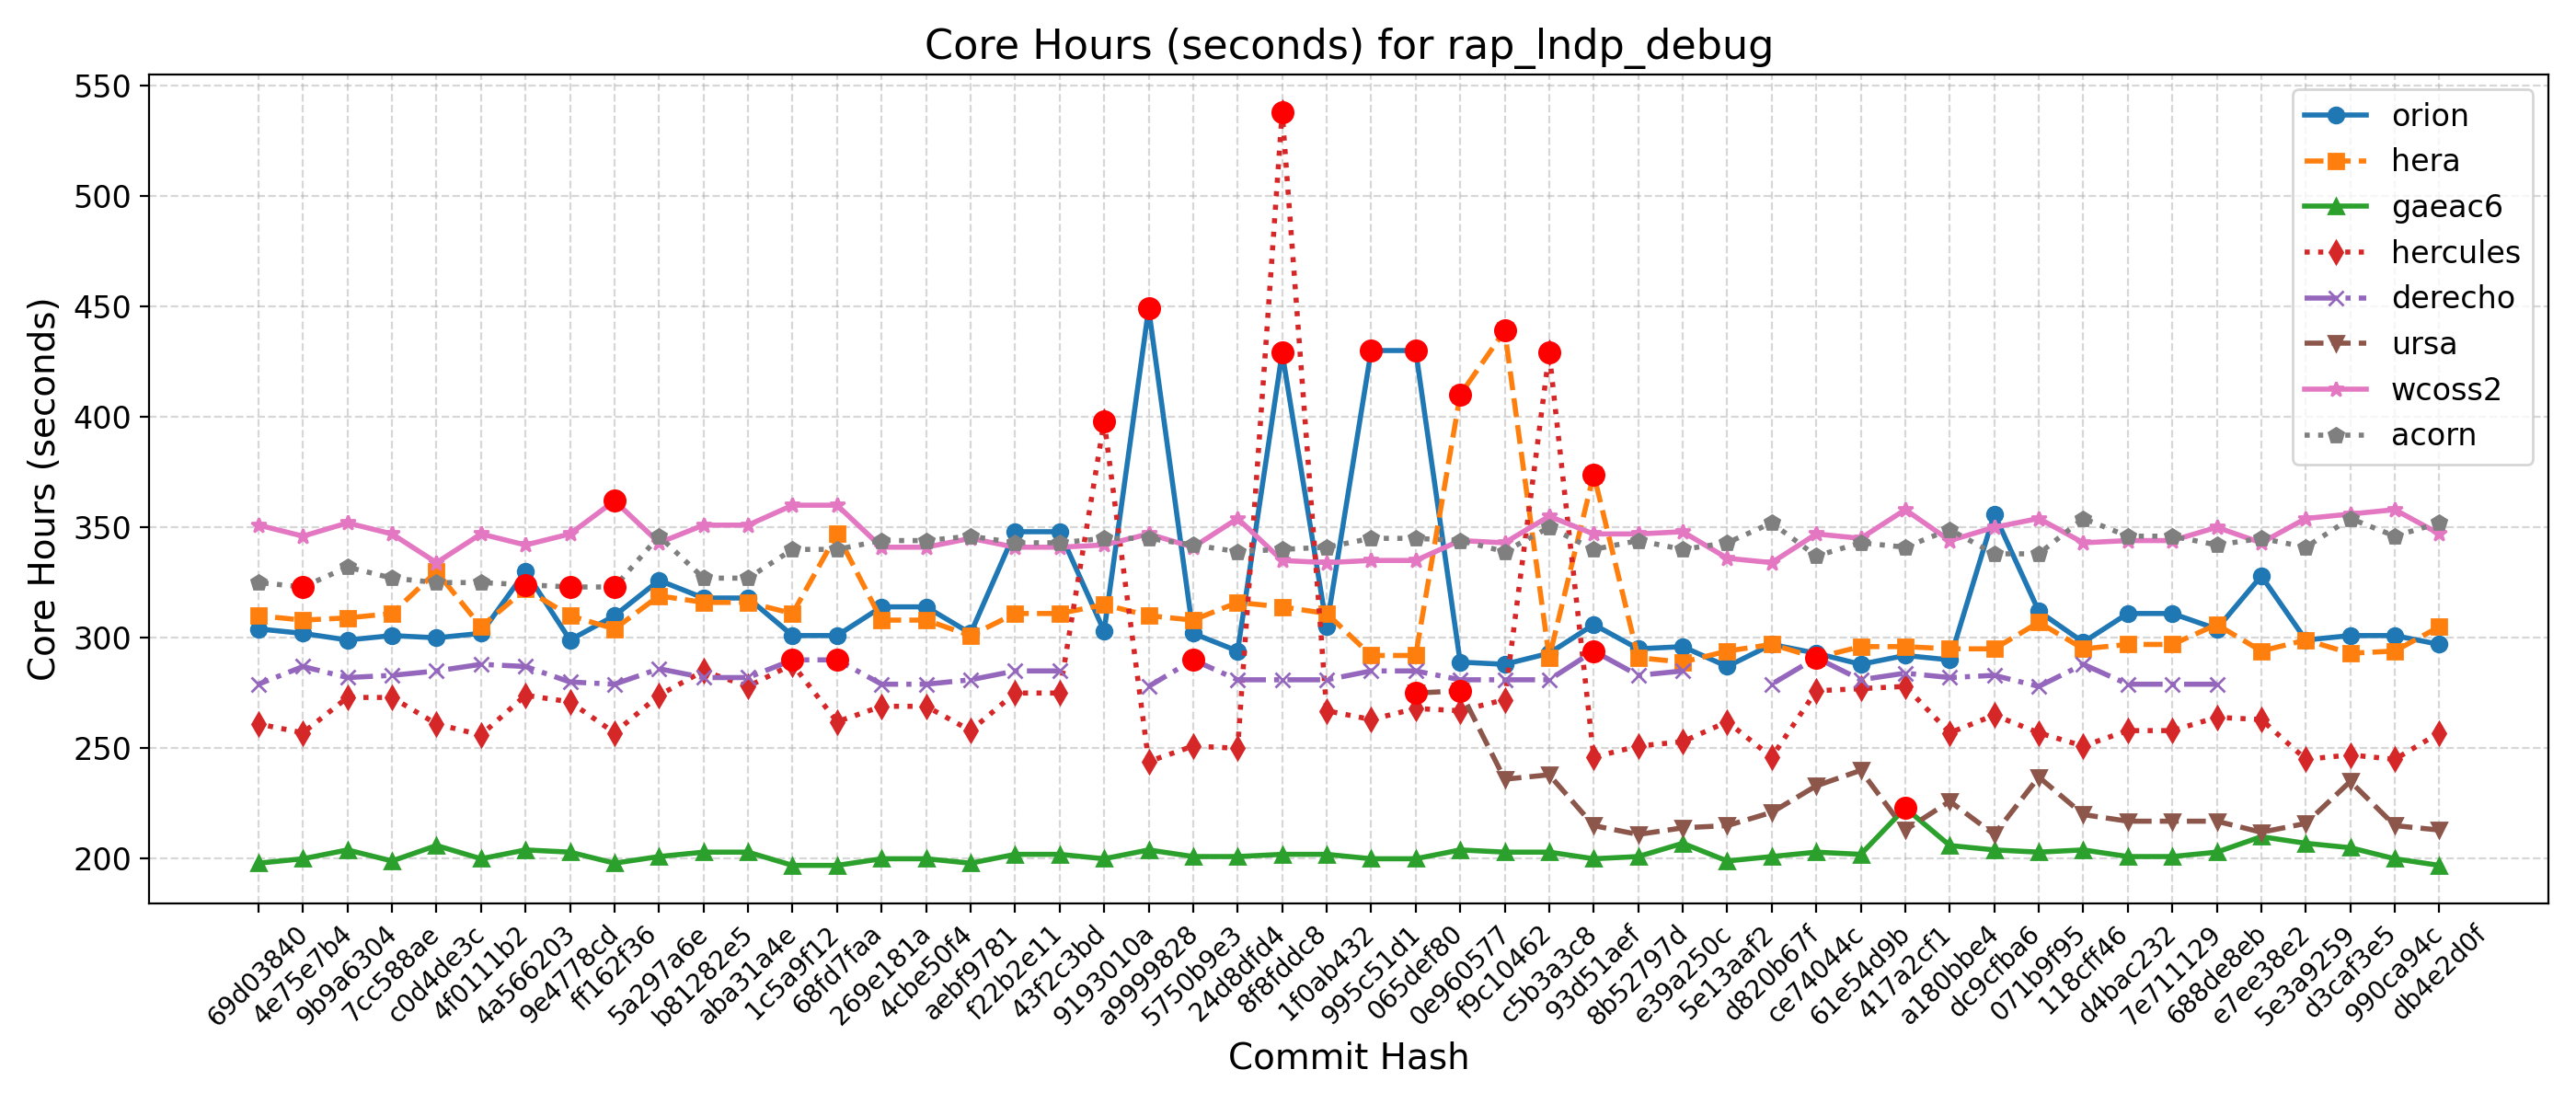 Core Hours (seconds) for rap_lndp_debug
Core Hours (seconds)
550
500
450
400
350
300
250
200
orion
hera
gaeac6
hercules
derecho
ursa
wcoss2
acorn
69d03840
4e75e7b4
9b9a6304
7cc588ae
c0d4de3c
4f0111b2
4a566203
9e4778cd
ff162f36
5a297a6e
b81282e5
aba31a4e
1c5a9f12
68fd7faa
269e181a
4cbe50f4
aebf9781
f22b2e11
43f2c3bd
9193010a
a9999828
5750b9e3
24d8dfd4
8f8fddc8
1f0ab432
995c51d1
065def80
0e960577
f9c10462
c5b3a3c8
93d51aef
8b52797d
e39a250c
5e13aaf2
d820b67f
ce74044c
61e54d9b
417a2cf1
a180bbe4
dc9cfba6
071b9f95
118cff46
d4bac232
7e711129
688de8eb
e7ee38e2
5e3a9259
d3caf3e5
990ca94c
db4e2d0f
Commit Hash